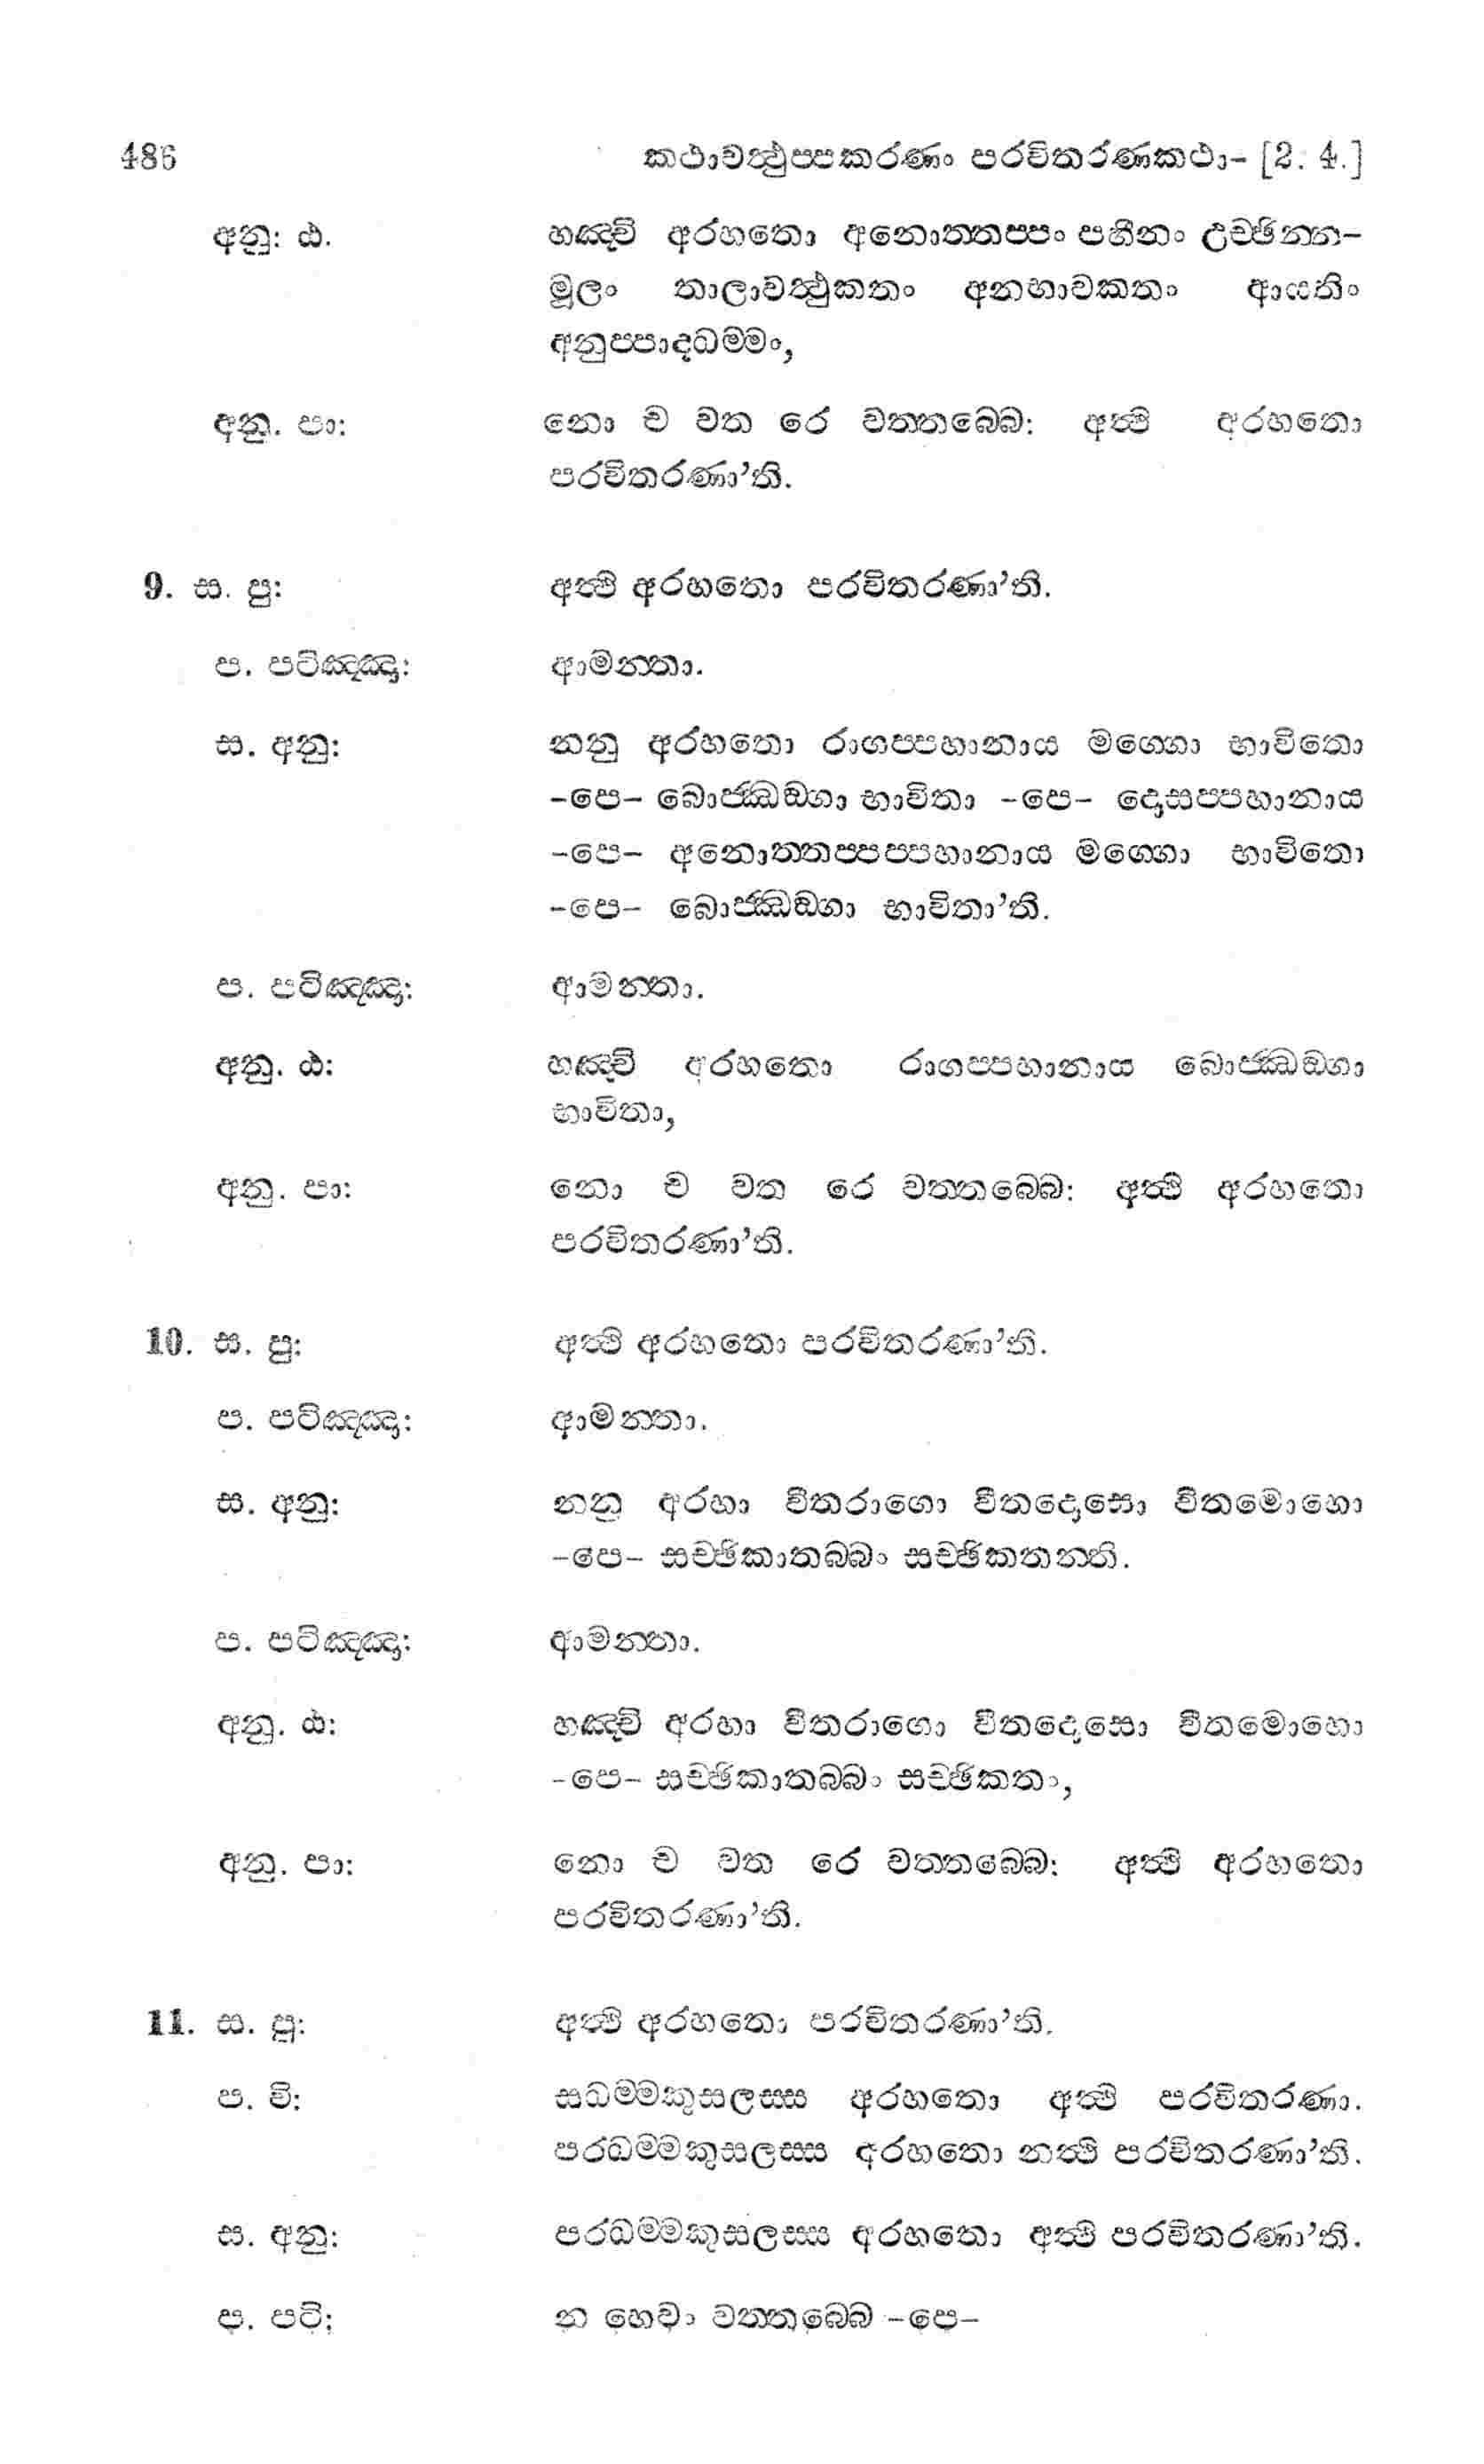 486 කථාවත්‍ථුප්පකරණං පරවිතරණකථා- [2. 4.]
අනු: ඨ. හඤ්චි අරහතො අනොත්තප්පං පහීනං උච්ඡින්න-
මූලං තාලාවත්‍ථුකතං අනභාවකතං ආයතිං
අනුප්පාදධම්මං,
අනු. පා: නො ච වත රෙ වත්තබ්බෙ: අත්‍ථි අරහතො
පරවිතරණා’ති.
9. ස. පු: අත්‍ථි අරහතො පරවිතරණා’ති.
ප. පටිඤ්ඤා: ආමන්තා.
ස. අනු: නනු අරහතො රාගප්පහානාය මග්ගො භාවිතො
-පෙ- බොජ්ඣඞ්ගා භාවිතා -පෙ- දොසප්පහානාය
-පෙ- අනොත්තප්පප්පහානාය මග්ගො භාවිතො
-පෙ- බොජ්ඣඞ්ගා භාවිතා’ති.
ප. පටිඤ්ඤා: ආමන්තා.
අනු. ඨ: හඤ්චි අරහතො රාගප්පහානාය බොජ්ඣඞ්ගා
භාවිතා,
අනු. පා: නො ච වත රෙ වත්තබ්බෙ: අත්‍ථි අරහතො
පරවිතරණා’ති.
10. ස. පු: අත්‍ථි අරහතො පරවිතරණා’ති.
ප. පටිඤ්ඤා: ආමන්තා.
ස. අනු: නනු අරහා වීතරාගො වීතදොසො වීතමොහො
-පෙ- සච්ඡිකාතබ්බං සච්ඡිකතන්ති.
ප. පටිඤ්ඤා: ආමන්තා.
අනු. ඨ: හඤ්චි අරහා වීතරාගො වීතදොසො වීතමොහො
-පෙ- සච්ඡිකාතබ්බං සච්ඡිකතං,
අනු. පා: නො ච වත රෙ වත්තබ්බෙ: අත්‍ථි අරහතො
පරවිතරණා’ති.
11. ස. පු: අත්‍ථි අරහතො පරවිතරණා’ති.
ප. වි: සධම්මකුසලස්ස අරහතො අත්‍ථි පරවිතරණා.
පරධම්මකුසලස්ස අරහතො නත්‍ථි පරවිතරණා’ති.
ස. අනු: පරධම්මකුසලස්ස අරහතො අත්‍ථි පරවිතරණා’ති.
ප. පටි: න හෙවං වත්තබ්බෙ -පෙ-